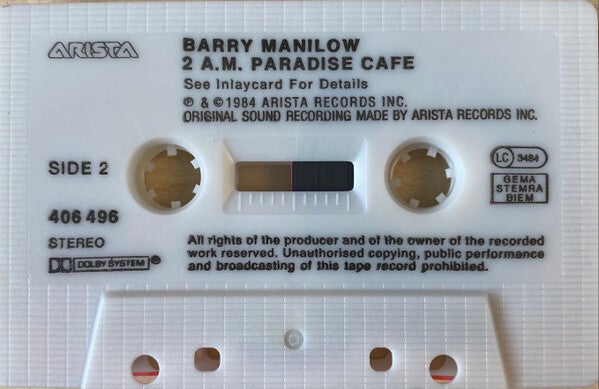 ARISTA
BARRY MANILOW
2 A.M. PARADISE CAFE
See Inlaycard For Details
℗ & © 1984 ARISTA RECORDS INC.
ORIGINAL SOUND RECORDING MADE BY ARISTA RECORDS INC.
SIDE 2
LC 3484
GEMA
STEMRA
BIEM
406 496
STEREO
DOLBY SYSTEM ®
All rights of the producer and of the owner of the recorded
work reserved. Unauthorised copying, public performance
and broadcasting of this tape record prohibited.